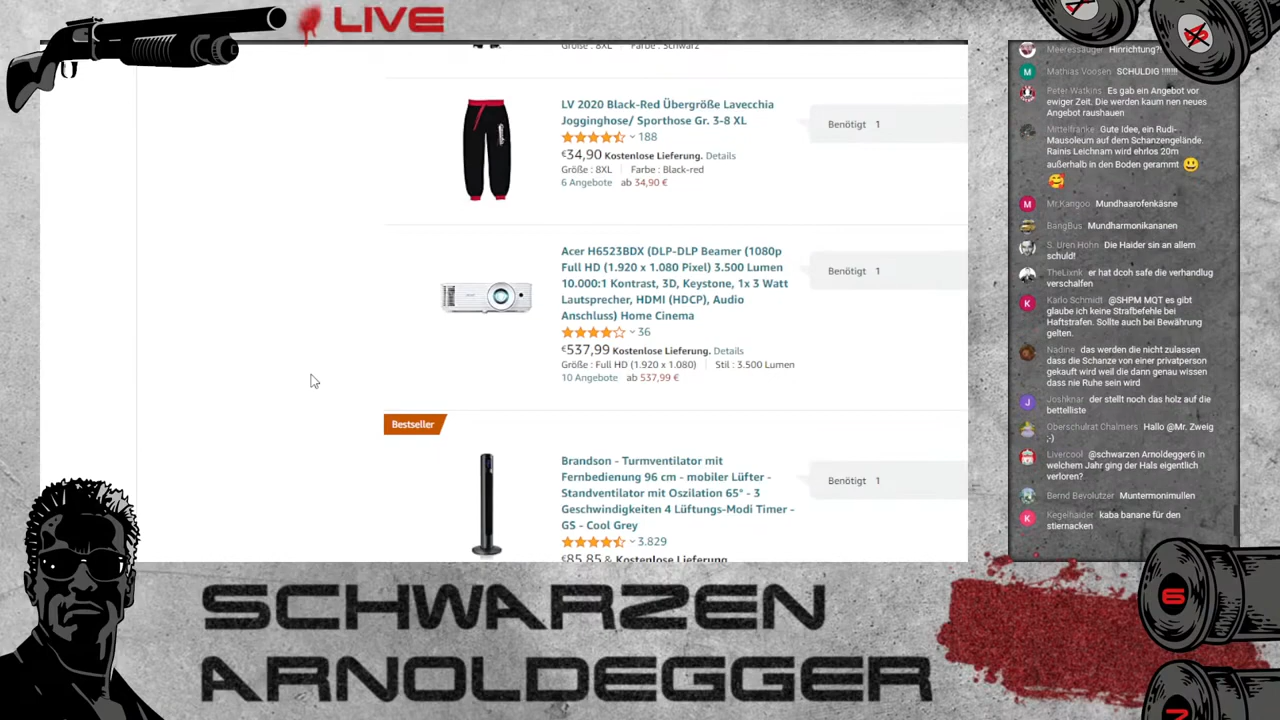 LIVE
Größe : 8XL | Farbe : Schwarz
LV 2020 Black-Red Übergröße Lavecchia
Jogginghose/ Sporthose Gr. 3-8 XL
188
€34,90 Kostenlose Lieferung. Details
Größe : 8XL | Farbe : Black-red
6 Angebote ab 34,90 €
Benötigt 1
Acer H6523BDX (DLP-DLP Beamer (1080p
Full HD (1.920 x 1.080 Pixel) 3.500 Lumen
10.000:1 Kontrast, 3D, Keystone, 1x 3 Watt
Lautsprecher, HDMI (HDCP), Audio
Anschluss) Home Cinema
36
€537,99 Kostenlose Lieferung. Details
Größe : Full HD (1.920 x 1.080) | Stil : 3.500 Lumen
10 Angebote ab 537,99 €
Benötigt 1
Bestseller
Brandson - Turmventilator mit
Fernbedienung 96 cm - mobiler Lüfter -
Standventilator mit Oszilation 65° - 3
Geschwindigkeiten 4 Lüftungs-Modi Timer -
GS - Cool Grey
3.829
€85,85 & Kostenlose Lieferung
Benötigt 1
Meeressauger Hinrichtung?!
M Mathias Voosen SCHULDIG !!!!!!!
Peter Watkins Es gab ein Angebot vor
ewiger Zeit. Die werden kaum nen neues
Angebot raushauen
Mittelfranke Gute Idee, ein Rudi-
Mausoleum auf dem Schanzengelände.
Rainis Leichnam wird ehrlos 20m
außerhalb in den Boden gerammt 😃
🥰
M Mr.Kangoo Mundhaarofenkäsne
BangBus Mundharmonikananen
S. Uren Hohn Die Haider sin an allem
schuld!
TheLixnk er hat dcoh safe die verhandlug
verschalfen
K Karlo Schmidt @SHPM MQT es gibt
glaube ich keine Strafbefehle bei
Haftstrafen. Sollte auch bei Bewährung
gelten.
Nadine das werden die nicht zulassen
dass die Schanze von einer privatperson
gekauft wird weil die dann genau wissen
dass nie Ruhe sein wird
J Joshknar der stellt noch das holz auf die
bettelliste
Oberschulrat Chalmers Hallo @Mr. Zweig
;-)
Livercool @schwarzen Arnoldegger6 in
welchem Jahr ging der Hals eigentlich
verloren?
Bernd Bevolutzer Muntermonimullen
K Kegelhaider kaba banane für den
stiernacken
SCHWARZEN
ARNOLDEGGER
6
7